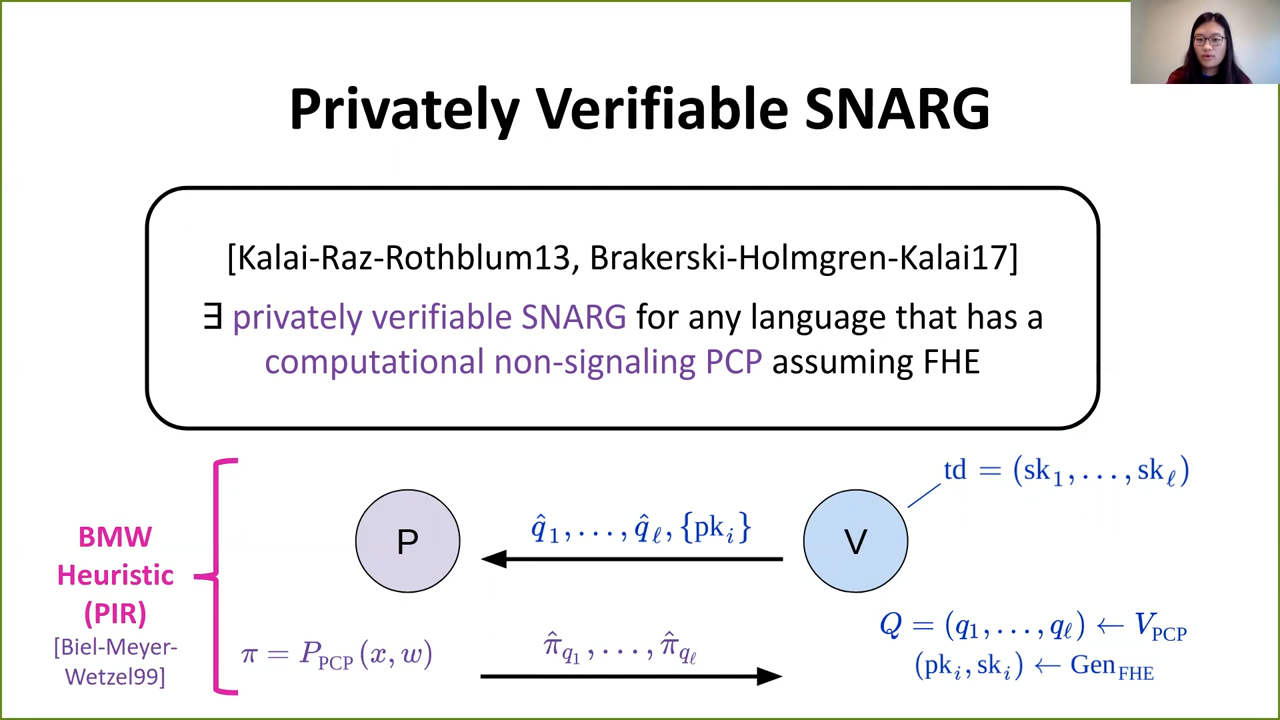 Privately Verifiable SNARG
[Kalai-Raz-Rothblum13, Brakerski-Holmgren-Kalai17]
∃ privately verifiable SNARG for any language that has a
computational non-signaling PCP assuming FHE
td = (sk₁, . . . , sk_ℓ)
BMW
Heuristic
(PIR)
[Biel-Meyer-
Wetzel99]
P
q̂₁, . . . , q̂_ℓ, {pk_i}
V
π = P_PCP(x, w)
π̂_{q₁}, . . . , π̂_{q_ℓ}
Q = (q₁, . . . , q_ℓ) ← V_PCP
(pk_i, sk_i) ← Gen_FHE